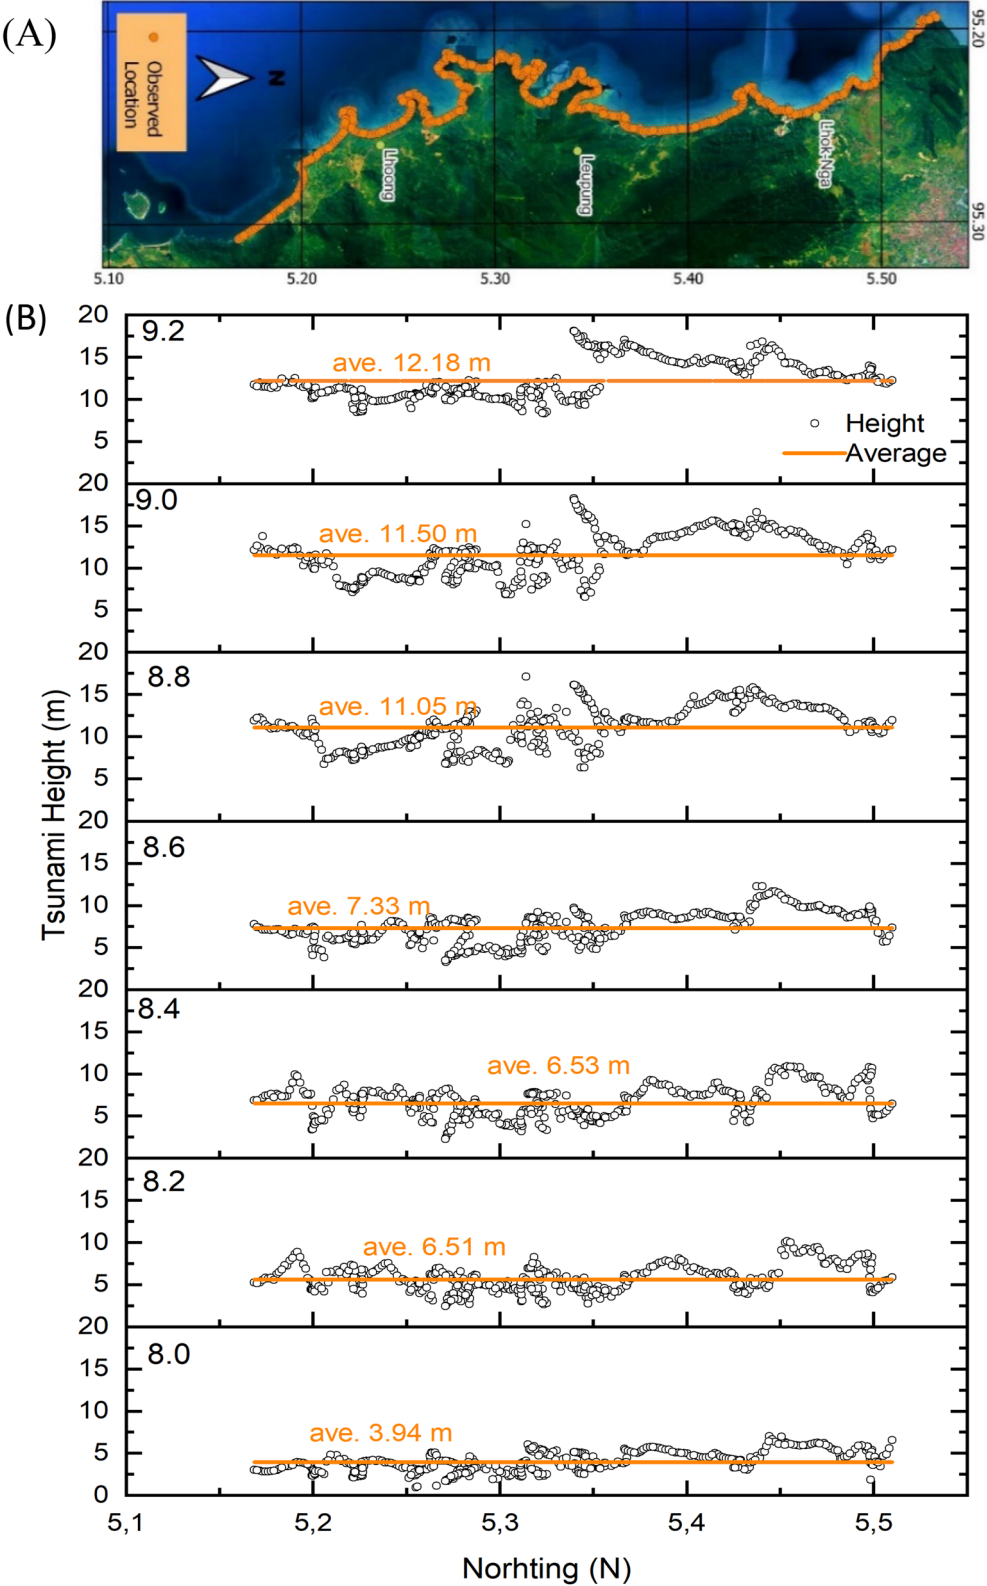 (A)
Observed
Location
N
Lhoong
Leupung
Lhok-Nga
95.20
95.30
5.10
5.20
5.30
5.40
5.50
(B)
Tsunami Height (m)
20
15
10
5
9.2
ave. 12.18 m
Height
Average
20
15
10
5
9.0
ave. 11.50 m
20
15
10
5
8.8
ave. 11.05 m
20
15
10
5
8.6
ave. 7.33 m
20
15
10
5
8.4
ave. 6.53 m
20
15
10
5
8.2
ave. 6.51 m
20
15
10
5
0
8.0
ave. 3.94 m
5,1
5,2
5,3
5,4
5,5
Norhting (N)